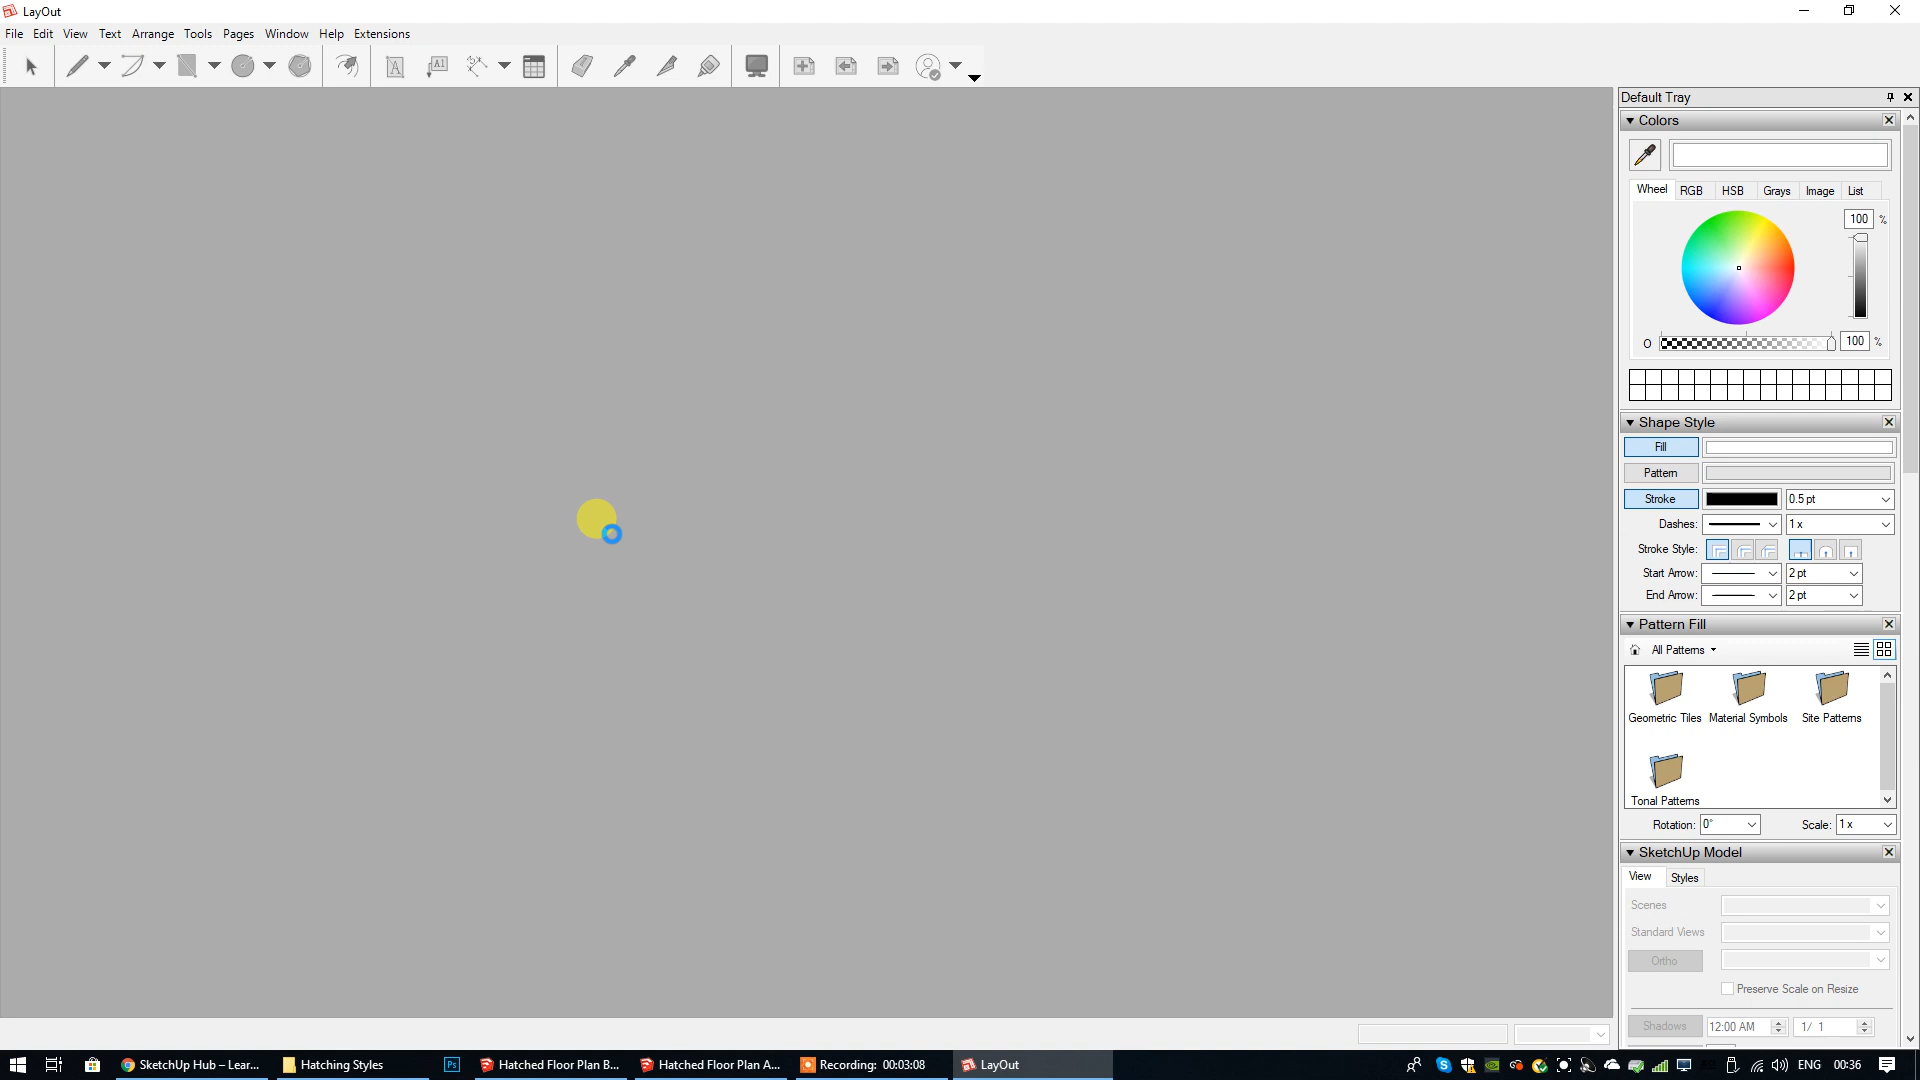 LayOut
File Edit View Text Arrange Tools Pages Window Help Extensions
A
A1
Default Tray
Colors
Wheel RGB HSB Grays Image List
100 %
O 100 %
Shape Style
Fill
Pattern
Stroke 0.5 pt
Dashes: 1 x
Stroke Style:
Start Arrow: 2 pt
End Arrow: 2 pt
Pattern Fill
All Patterns
Geometric Tiles Material Symbols Site Patterns
Tonal Patterns
Rotation: 0° Scale: 1 x
SketchUp Model
View Styles
Scenes
Standard Views
Ortho
Preserve Scale on Resize
Shadows 12:00 AM 1/ 1
SketchUp Hub – Lear... Hatching Styles Ps Hatched Floor Plan B... Hatched Floor Plan A... Recording: 00:03:08 LayOut ENG 00:36